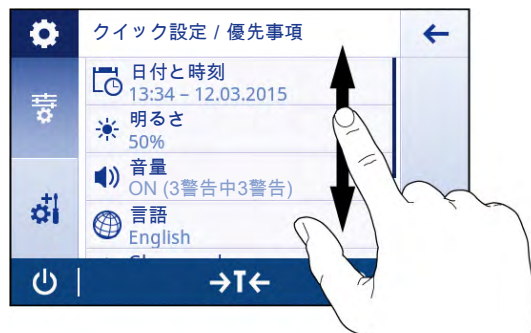 クイック設定 / 優先事項
日付と時刻
13:34 – 12.03.2015
明るさ
50%
音量
ON (3警告中3警告)
言語
English
→T←